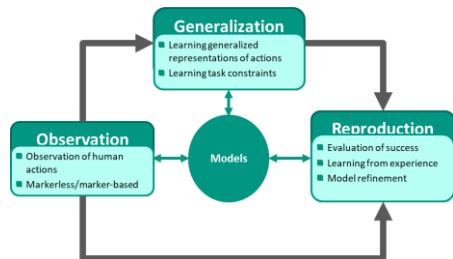 Generalization
Learning generalized
representations of actions
Learning task constraints
Observation
Observation of human
actions
Markerless/marker-based
Models
Reproduction
Evaluation of success
Learning from experience
Model refinement